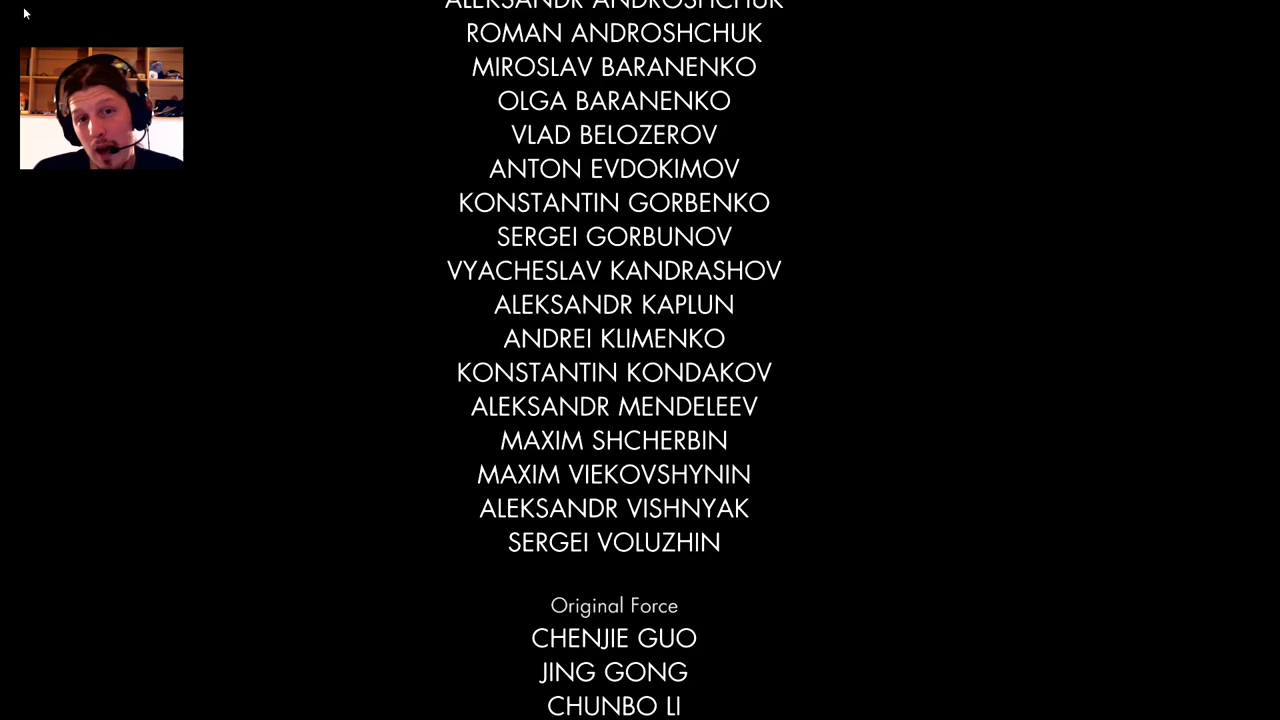 ALEKSANDR ANDROSHCHUK
ROMAN ANDROSHCHUK
MIROSLAV BARANENKO
OLGA BARANENKO
VLAD BELOZEROV
ANTON EVDOKIMOV
KONSTANTIN GORBENKO
SERGEI GORBUNOV
VYACHESLAV KANDRASHOV
ALEKSANDR KAPLUN
ANDREI KLIMENKO
KONSTANTIN KONDAKOV
ALEKSANDR MENDELEEV
MAXIM SHCHERBIN
MAXIM VIEKOVSHYNIN
ALEKSANDR VISHNYAK
SERGEI VOLUZHIN
Original Force
CHENJIE GUO
JING GONG
CHUNBO LI